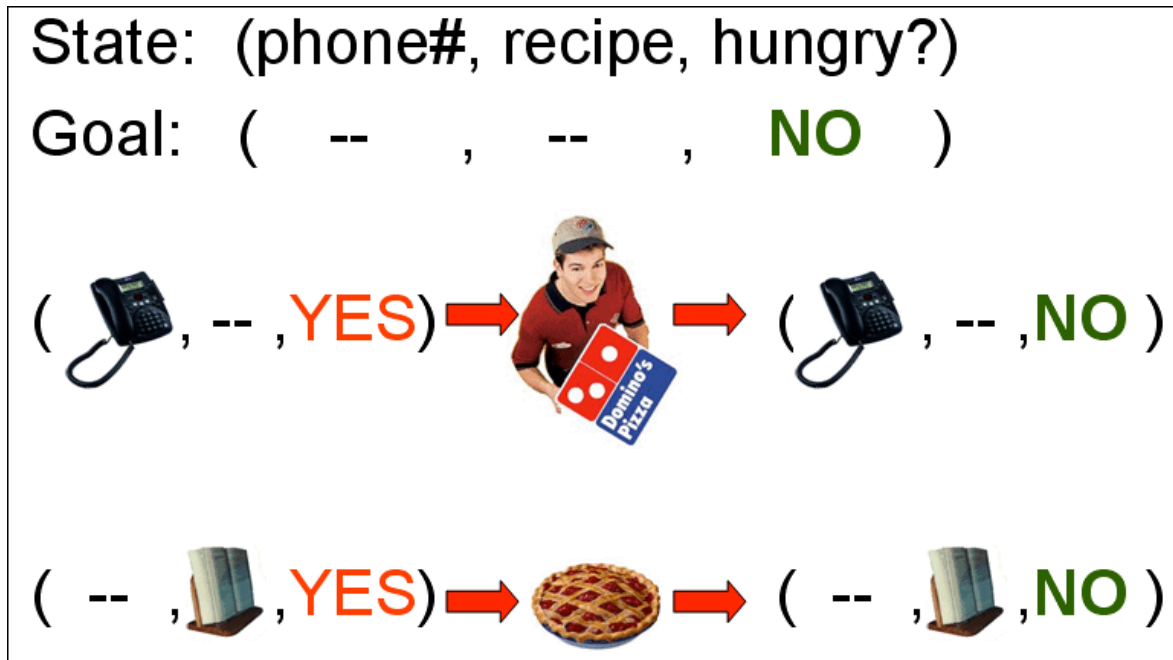 State: (phone#, recipe, hungry?)
Goal: ( -- , -- , NO )
( , -- ,YES) ( , -- ,NO )
Domino's
Pizza
( -- , ,YES) ( -- , ,NO )